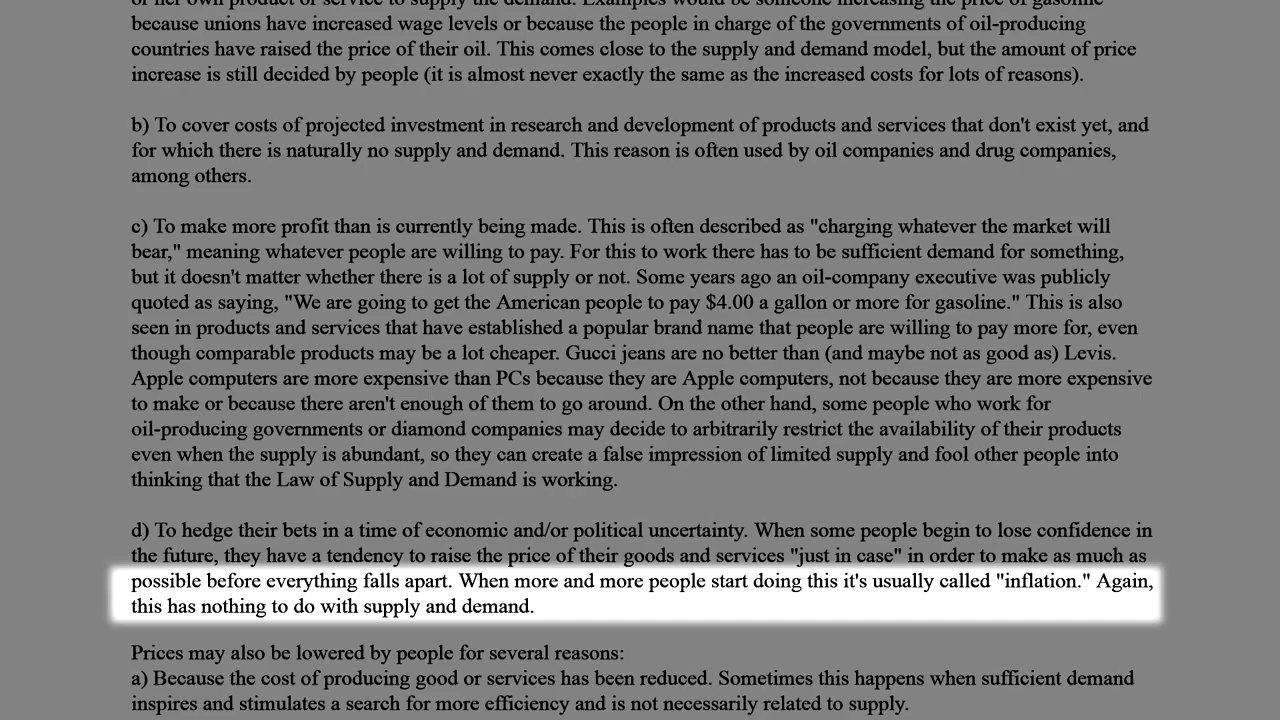 or her own product or service to supply the demand. Examples would be someone increasing the price of gasoline
because unions have increased wage levels or because the people in charge of the governments of oil-producing
countries have raised the price of their oil. This comes close to the supply and demand model, but the amount of price
increase is still decided by people (it is almost never exactly the same as the increased costs for lots of reasons).
b) To cover costs of projected investment in research and development of products and services that don't exist yet, and
for which there is naturally no supply and demand. This reason is often used by oil companies and drug companies,
among others.
c) To make more profit than is currently being made. This is often described as "charging whatever the market will
bear," meaning whatever people are willing to pay. For this to work there has to be sufficient demand for something,
but it doesn't matter whether there is a lot of supply or not. Some years ago an oil-company executive was publicly
quoted as saying, "We are going to get the American people to pay $4.00 a gallon or more for gasoline." This is also
seen in products and services that have established a popular brand name that people are willing to pay more for, even
though comparable products may be a lot cheaper. Gucci jeans are no better than (and maybe not as good as) Levis.
Apple computers are more expensive than PCs because they are Apple computers, not because they are more expensive
to make or because there aren't enough of them to go around. On the other hand, some people who work for
oil-producing governments or diamond companies may decide to arbitrarily restrict the availability of their products
even when the supply is abundant, so they can create a false impression of limited supply and fool other people into
thinking that the Law of Supply and Demand is working.
d) To hedge their bets in a time of economic and/or political uncertainty. When some people begin to lose confidence in
the future, they have a tendency to raise the price of their goods and services "just in case" in order to make as much as
possible before everything falls apart. When more and more people start doing this it's usually called "inflation." Again,
this has nothing to do with supply and demand.
Prices may also be lowered by people for several reasons:
a) Because the cost of producing good or services has been reduced. Sometimes this happens when sufficient demand
inspires and stimulates a search for more efficiency and is not necessarily related to supply.